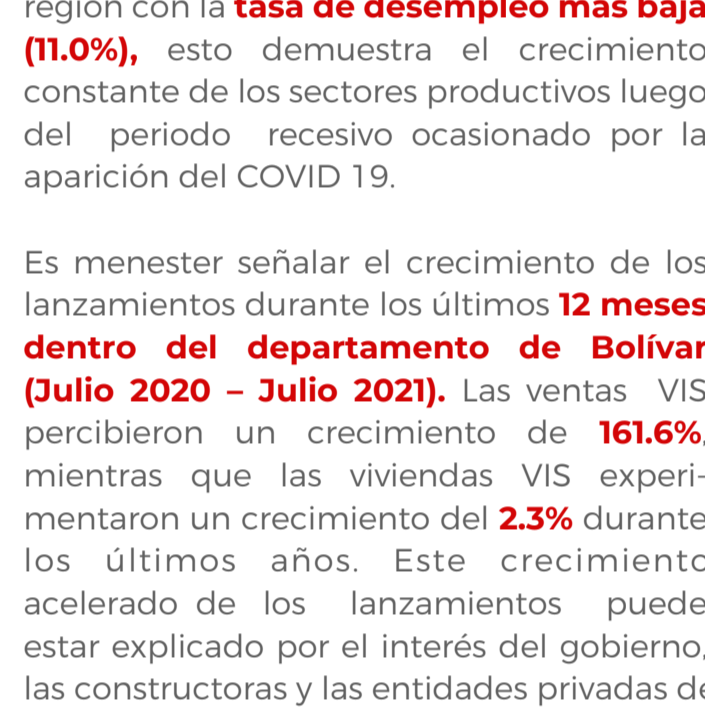 región con la tasa de desempleo más baja
(11.0%), esto demuestra el crecimiento
constante de los sectores productivos luego
del periodo recesivo ocasionado por la
aparición del COVID 19.
Es menester señalar el crecimiento de los
lanzamientos durante los últimos 12 meses
dentro del departamento de Bolívar
(Julio 2020 – Julio 2021). Las ventas VIS
percibieron un crecimiento de 161.6%,
mientras que las viviendas VIS experi-
mentaron un crecimiento del 2.3% durante
los últimos años. Este crecimiento
acelerado de los lanzamientos puede
estar explicado por el interés del gobierno,
las constructoras y las entidades privadas de